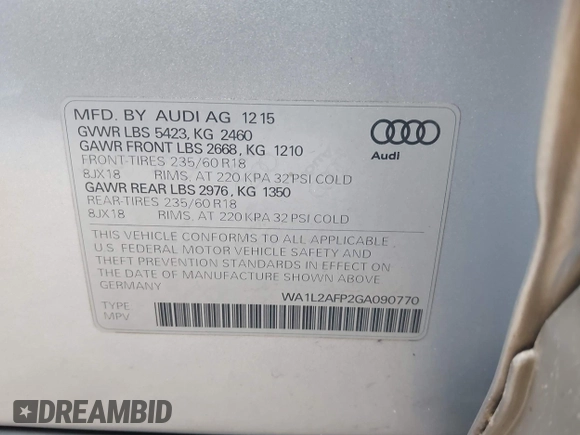 MFD. BY AUDI AG 12 15
GVWR LBS 5423, KG 2460
GAWR FRONT LBS 2668, KG 1210
FRONT-TIRES 235/60 R18
8JX18 RIMS, AT 220 KPA 32 PSI COLD
GAWR REAR LBS 2976, KG 1350
REAR-TIRES 235/60 R18
8JX18 RIMS, AT 220 KPA 32 PSI COLD
Audi
THIS VEHICLE CONFORMS TO ALL APPLICABLE
U.S. FEDERAL MOTOR VEHICLE SAFETY AND
THEFT PREVENTION STANDARDS IN EFFECT ON
THE DATE OF MANUFACTURE SHOWN ABOVE
GERMANY
WA1L2AFP2GA090770
TYPE
MPV
DREAMBID